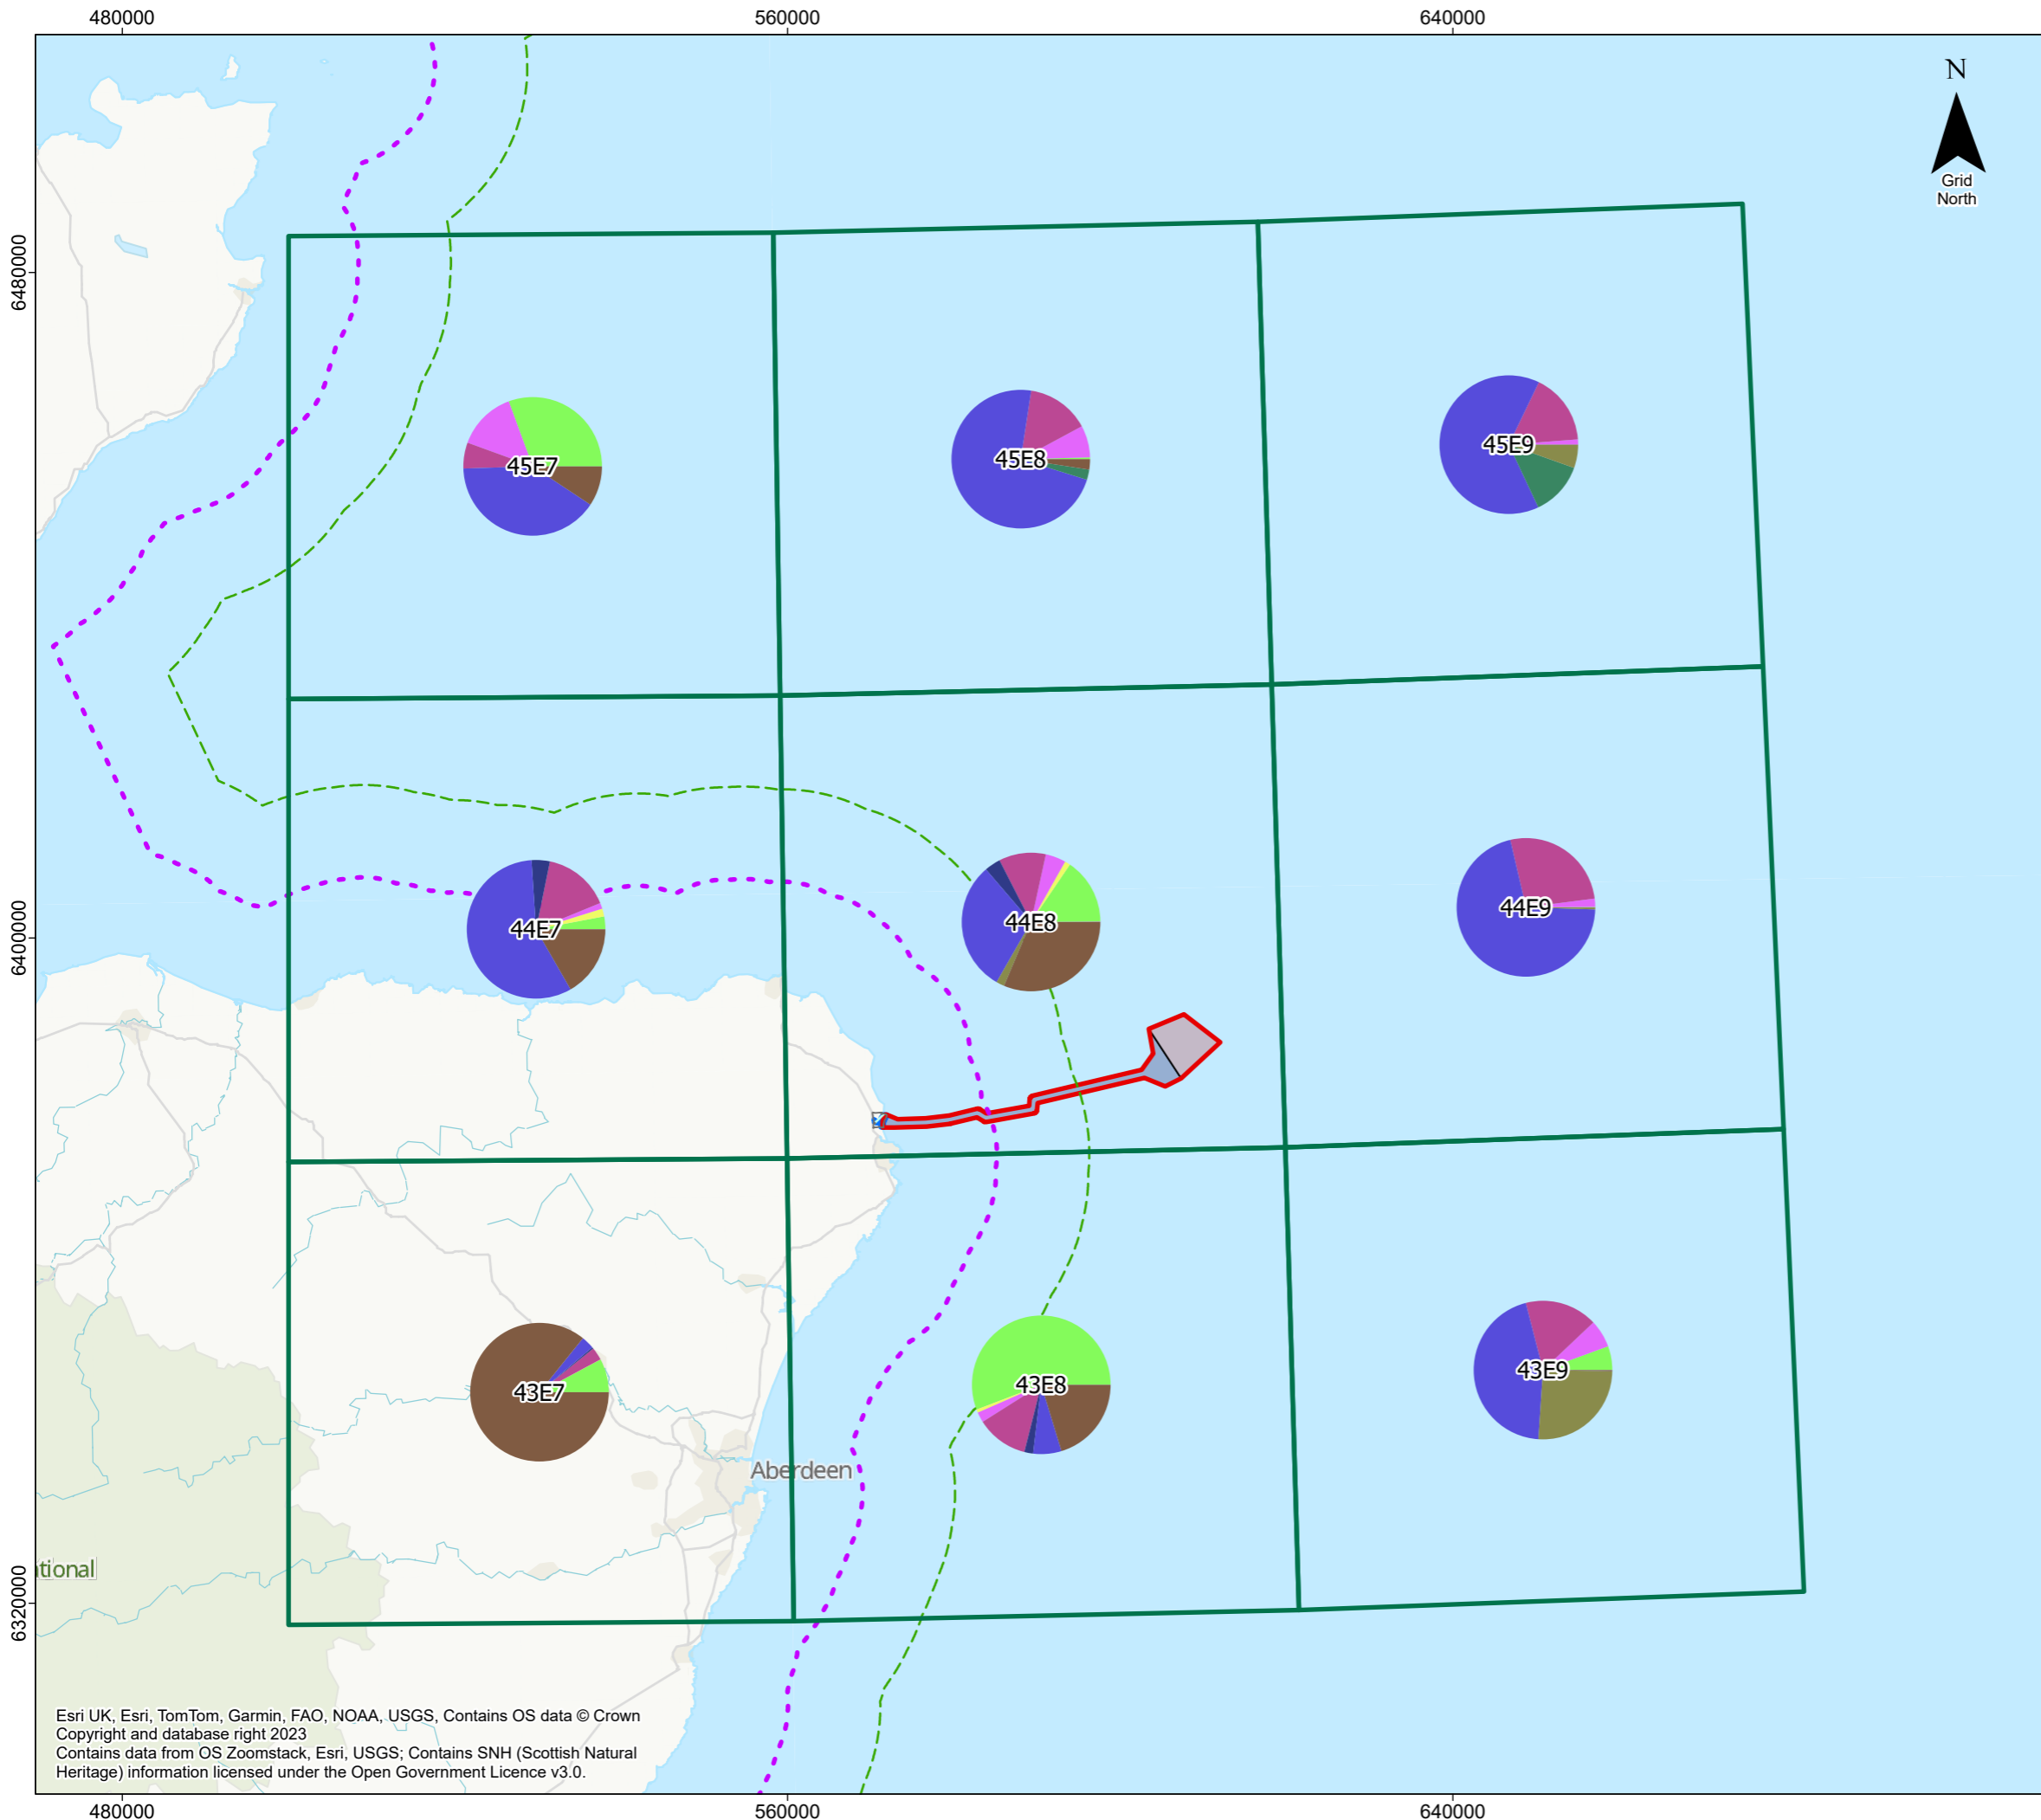 480000
560000
640000
N
Grid
North
6480000
45E7
45E8
45E9
6400000
44E7
44E8
44E9
43E7
43E8
43E9
Aberdeen
tional
6320000
Esri UK, Esri, TomTom, Garmin, FAO, NOAA, USGS, Contains OS data © Crown
Copyright and database right 2023
Contains data from OS Zoomstack, Esri, USGS; Contains SNH (Scottish Natural
Heritage) information licensed under the Open Government Licence v3.0.
480000
560000
640000